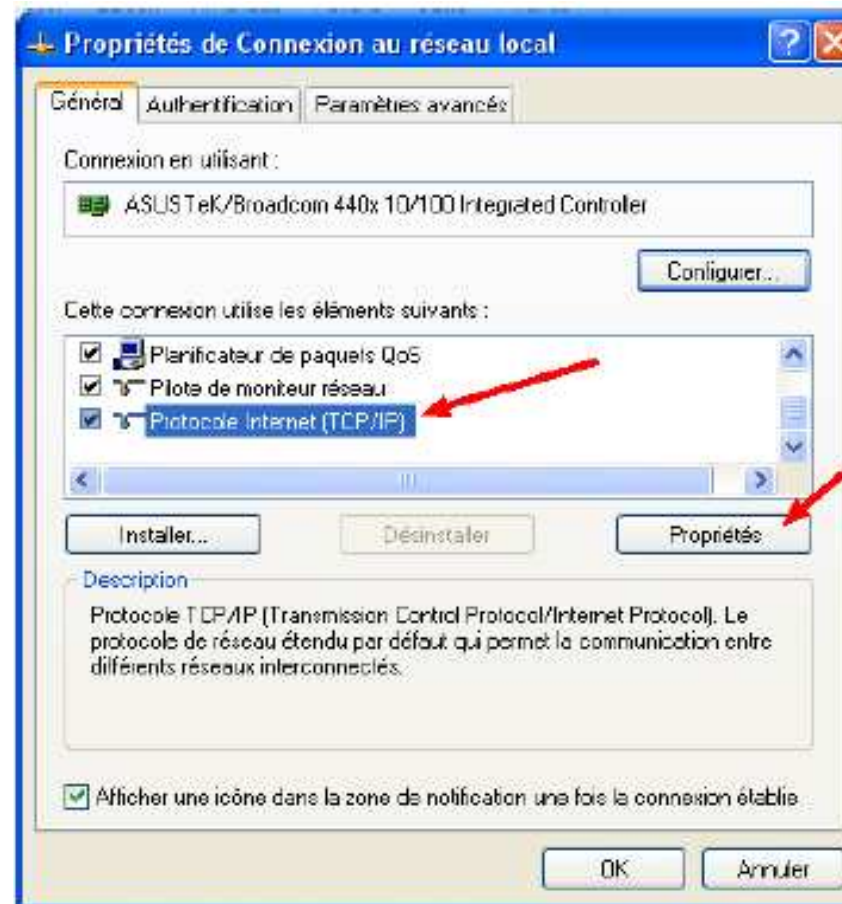 Propriétés de Connexion au réseau local
Général
Authentification
Paramètres avancés
Connexion en utilisant :
ASUSTeK/Broadcom 440x 10/100 Integrated Controller
Configurer...
Cette connexion utilise les éléments suivants :
Planificateur de paquets QoS
Pilote de moniteur réseau
Protocole Internet (TCP/IP)
Installer...
Désinstaller
Propriétés
Description
Protocole TCP/IP (Transmission Control Protocol/Internet Protocol). Le
protocole de réseau étendu par défaut qui permet la communication entre
différents réseaux interconnectés.
Afficher une icône dans la zone de notification une fois la connexion établie
OK
Annuler